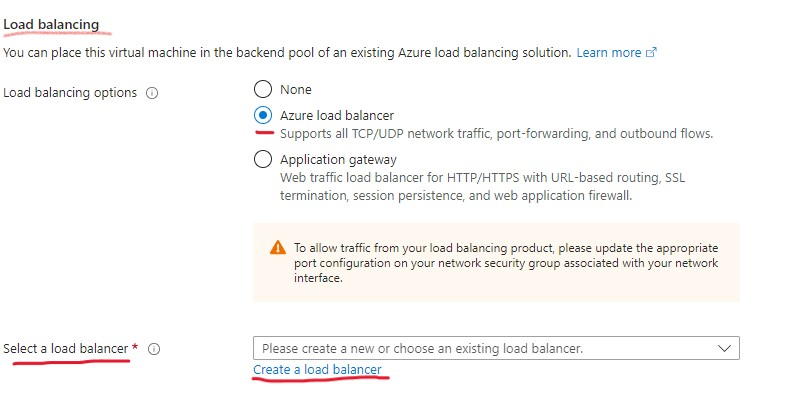 Load balancing
You can place this virtual machine in the backend pool of an existing Azure load balancing solution. Learn more
Load balancing options
None
Azure load balancer
Supports all TCP/UDP network traffic, port-forwarding, and outbound flows.
Application gateway
Web traffic load balancer for HTTP/HTTPS with URL-based routing, SSL
termination, session persistence, and web application firewall.
To allow traffic from your load balancing product, please update the appropriate
port configuration on your network security group associated with your network
interface.
Select a load balancer *
Please create a new or choose an existing load balancer.
Create a load balancer